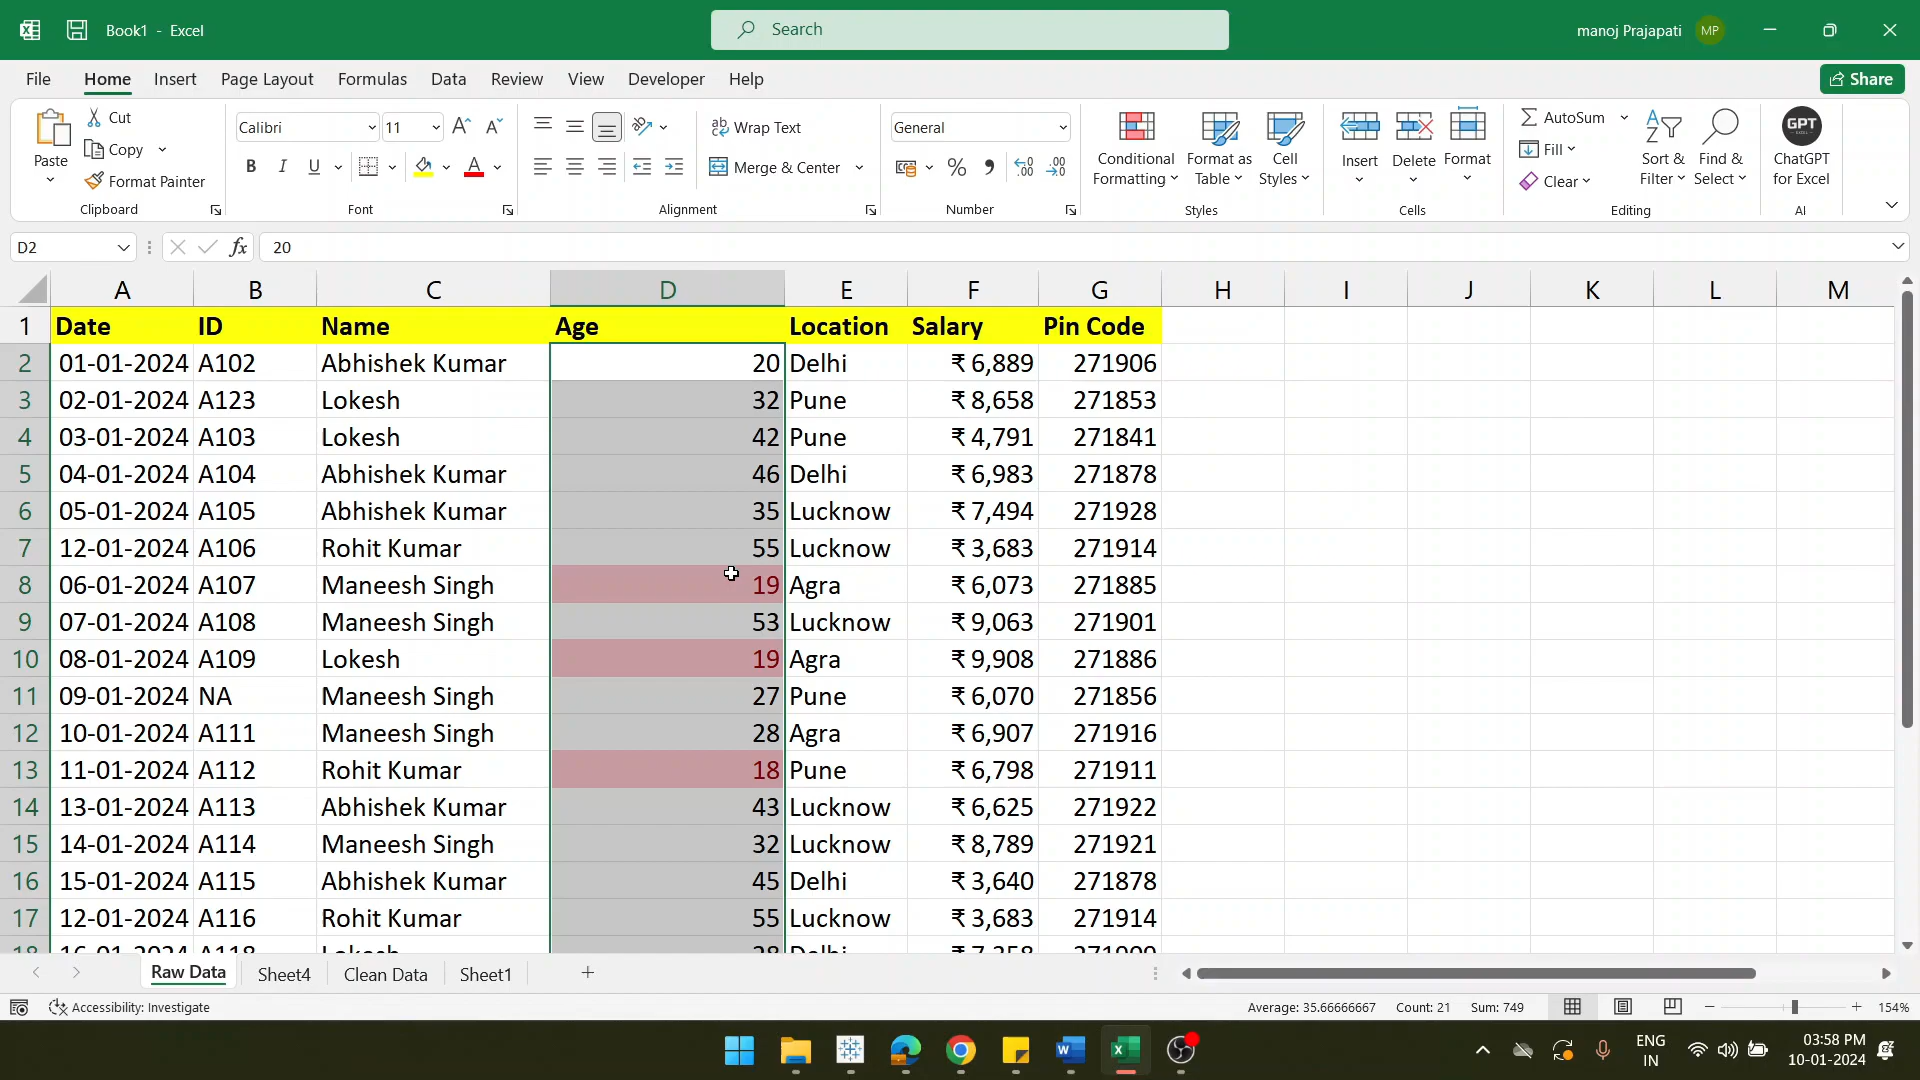 Book1 - Excel
Search
manoj Prajapati MP
File Home Insert Page Layout Formulas Data Review View Developer Help
Share
Paste Cut Copy Format Painter
Clipboard
Calibri 11
B I U A
Font
ab Wrap Text
Merge & Center
Alignment
General
%
Number
Conditional Formatting
Format as Table
Cell Styles
Styles
Insert Delete Format
Cells
AutoSum Fill Clear
Sort & Filter
Find & Select
Editing
GPT
ChatGPT for Excel
AI
D2 fx 20
A B C D E F G H I J K L M
1 Date ID Name Age Location Salary Pin Code
2 01-01-2024 A102 Abhishek Kumar 20 Delhi ₹ 6,889 271906
3 02-01-2024 A123 Lokesh 32 Pune ₹ 8,658 271853
4 03-01-2024 A103 Lokesh 42 Pune ₹ 4,791 271841
5 04-01-2024 A104 Abhishek Kumar 46 Delhi ₹ 6,983 271878
6 05-01-2024 A105 Abhishek Kumar 35 Lucknow ₹ 7,494 271928
7 12-01-2024 A106 Rohit Kumar 55 Lucknow ₹ 3,683 271914
8 06-01-2024 A107 Maneesh Singh 19 Agra ₹ 6,073 271885
9 07-01-2024 A108 Maneesh Singh 53 Lucknow ₹ 9,063 271901
10 08-01-2024 A109 Lokesh 19 Agra ₹ 9,908 271886
11 09-01-2024 NA Maneesh Singh 27 Pune ₹ 6,070 271856
12 10-01-2024 A111 Maneesh Singh 28 Agra ₹ 6,907 271916
13 11-01-2024 A112 Rohit Kumar 18 Pune ₹ 6,798 271911
14 13-01-2024 A113 Abhishek Kumar 43 Lucknow ₹ 6,625 271922
15 14-01-2024 A114 Maneesh Singh 32 Lucknow ₹ 8,789 271921
16 15-01-2024 A115 Abhishek Kumar 45 Delhi ₹ 3,640 271878
17 12-01-2024 A116 Rohit Kumar 55 Lucknow ₹ 3,683 271914
Raw Data Sheet4 Clean Data Sheet1
Accessibility: Investigate
Average: 35.66666667 Count: 21 Sum: 749
154%
ENG
IN
03:58 PM
10-01-2024